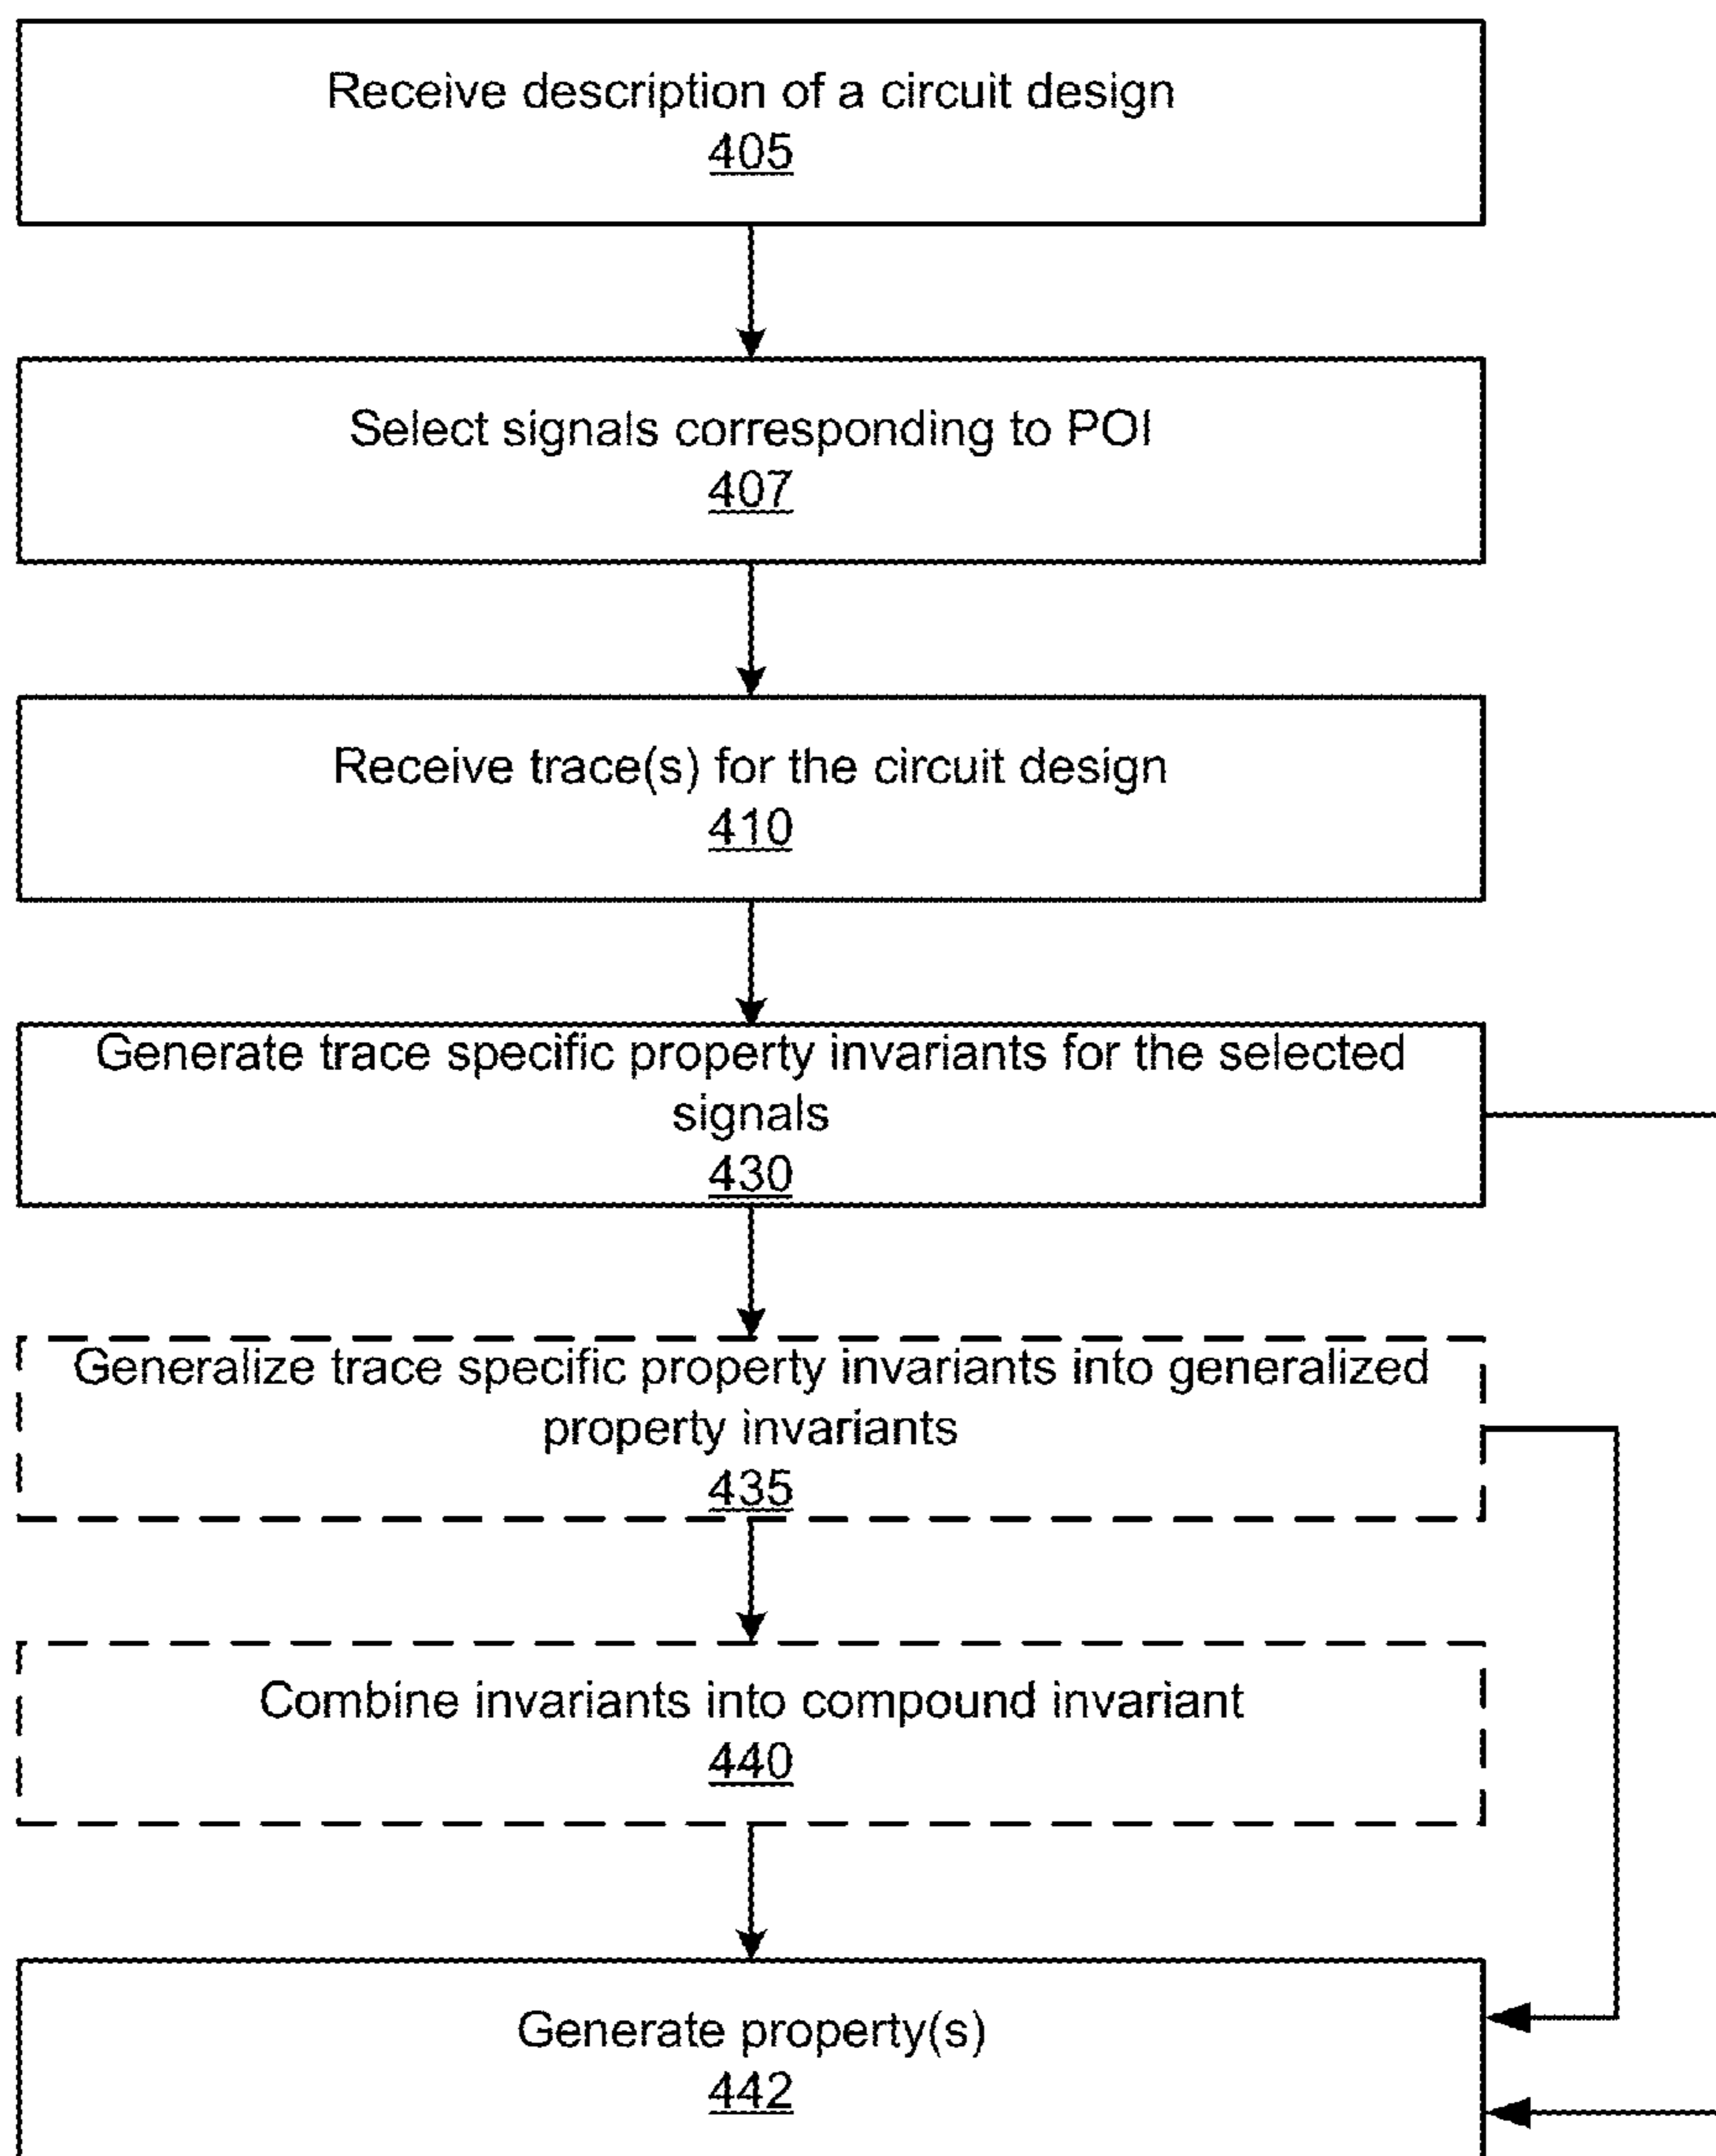 Receive description of a circuit design
405
Select signals corresponding to POI
407
Receive trace(s) for the circuit design
410
Generate trace specific property invariants for the selected
signals
430
Generalize trace specific property invariants into generalized
property invariants
435
Combine invariants into compound invariant
440
Generate property(s)
442